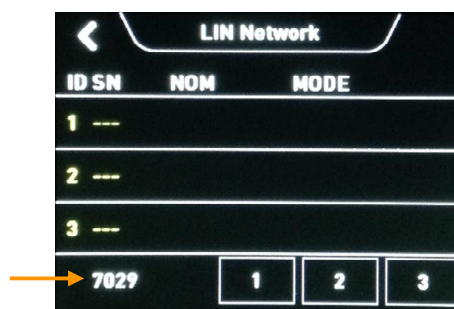 LIN Network
ID SN NOM MODE
1 ---
2 ---
3 ---
7029 1 2 3